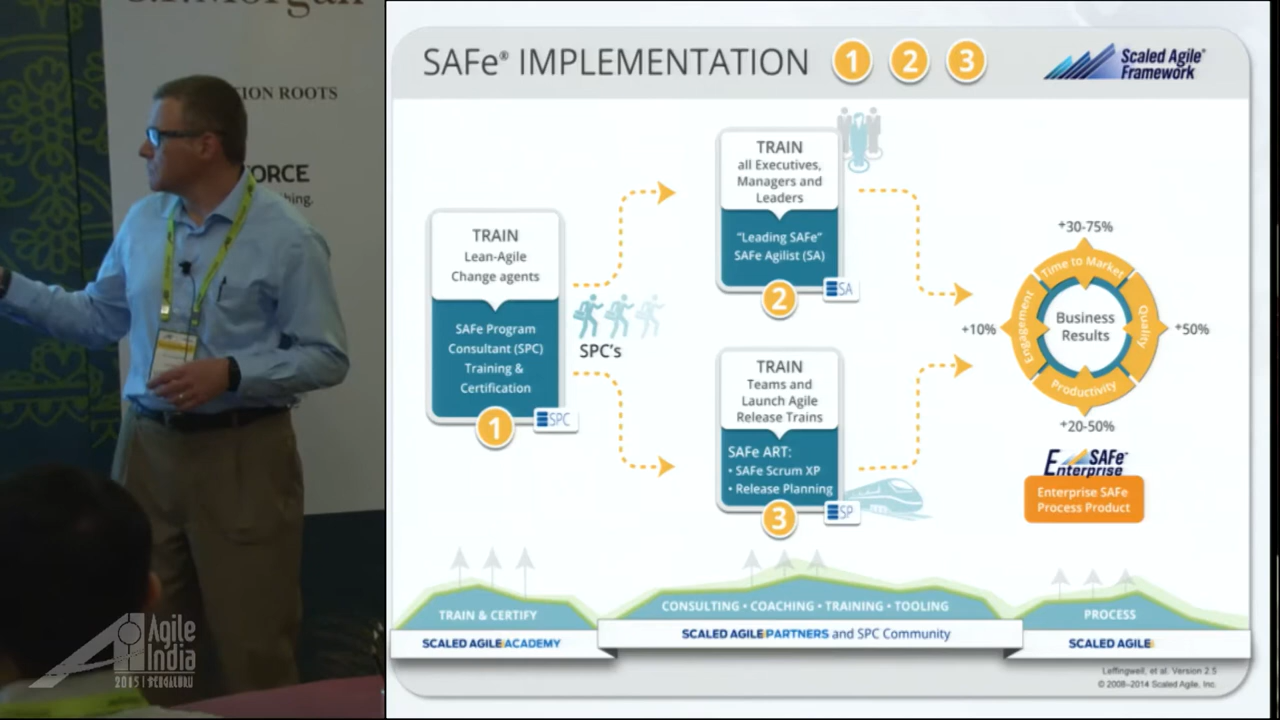 J.P.Morgan
ION ROOTS
ORCE
hing.
Agile
India
2015 | BENGALURU
SAFe® IMPLEMENTATION 1 2 3
Scaled Agile®
Framework
TRAIN
Lean-Agile
Change agents
SAFe Program
Consultant (SPC)
Training &
Certification
1
SPC
SPC's
TRAIN
all Executives,
Managers and
Leaders
"Leading SAFe"
SAFe Agilist (SA)
2
SA
TRAIN
Teams and
Launch Agile
Release Trains
SAFe ART:
• SAFe Scrum XP
• Release Planning
3
SP
+30-75%
Time to Market
+10%
Engagement
Business
Results
Quality
+50%
Productivity
+20-50%
SAFe®
Enterprise
Enterprise SAFe
Process Product
TRAIN & CERTIFY
CONSULTING • COACHING • TRAINING • TOOLING
PROCESS
SCALED AGILE ACADEMY
SCALED AGILE PARTNERS and SPC Community
SCALED AGILE
Leffingwell, et al. Version 2.5
© 2008–2014 Scaled Agile, Inc.